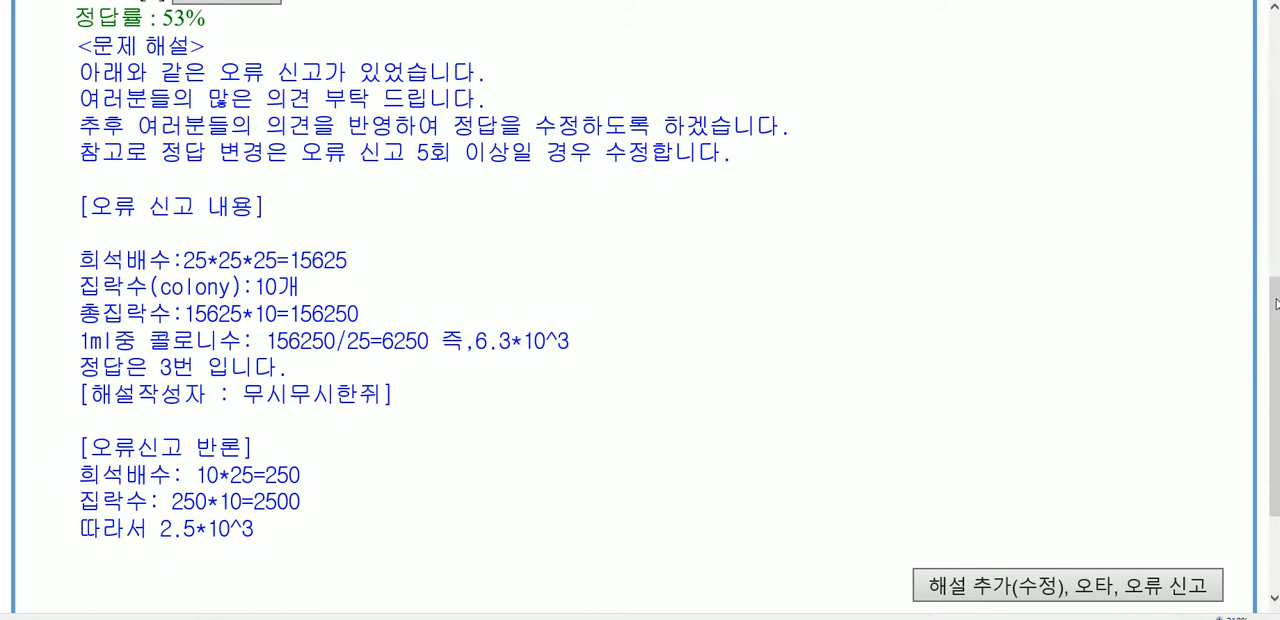 정답률 : 53%
<문제 해설>
아래와 같은 오류 신고가 있었습니다.
여러분들의 많은 의견 부탁 드립니다.
추후 여러분들의 의견을 반영하여 정답을 수정하도록 하겠습니다.
참고로 정답 변경은 오류 신고 5회 이상일 경우 수정합니다.
[오류 신고 내용]
희석배수:25*25*25=15625
집락수(colony):10개
총집락수:15625*10=156250
1ml중 콜로니수: 156250/25=6250 즉,6.3*10^3
정답은 3번 입니다.
[해설작성자 : 무시무시한쥐]
[오류신고 반론]
희석배수: 10*25=250
집락수: 250*10=2500
따라서 2.5*10^3
해설 추가(수정), 오타, 오류 신고